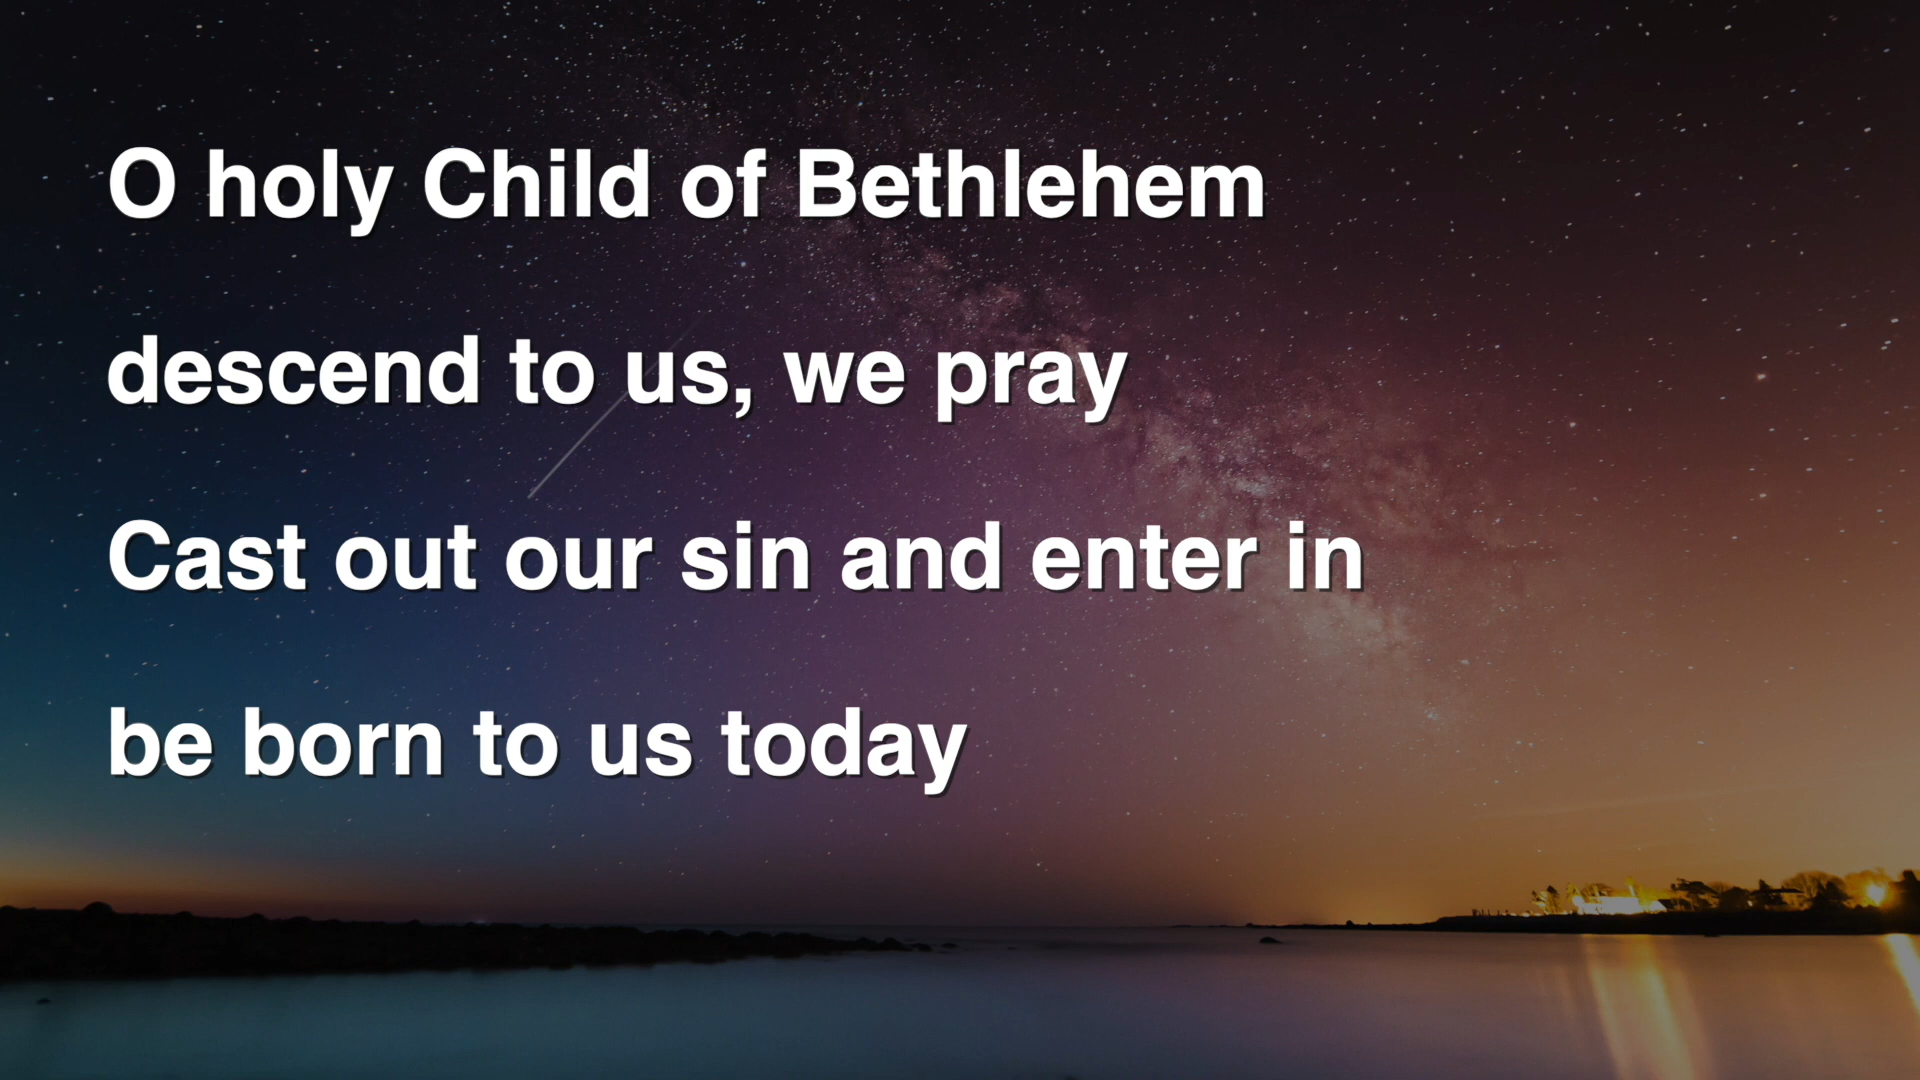 O holy Child of Bethlehem
descend to us, we pray
Cast out our sin and enter in
be born to us today